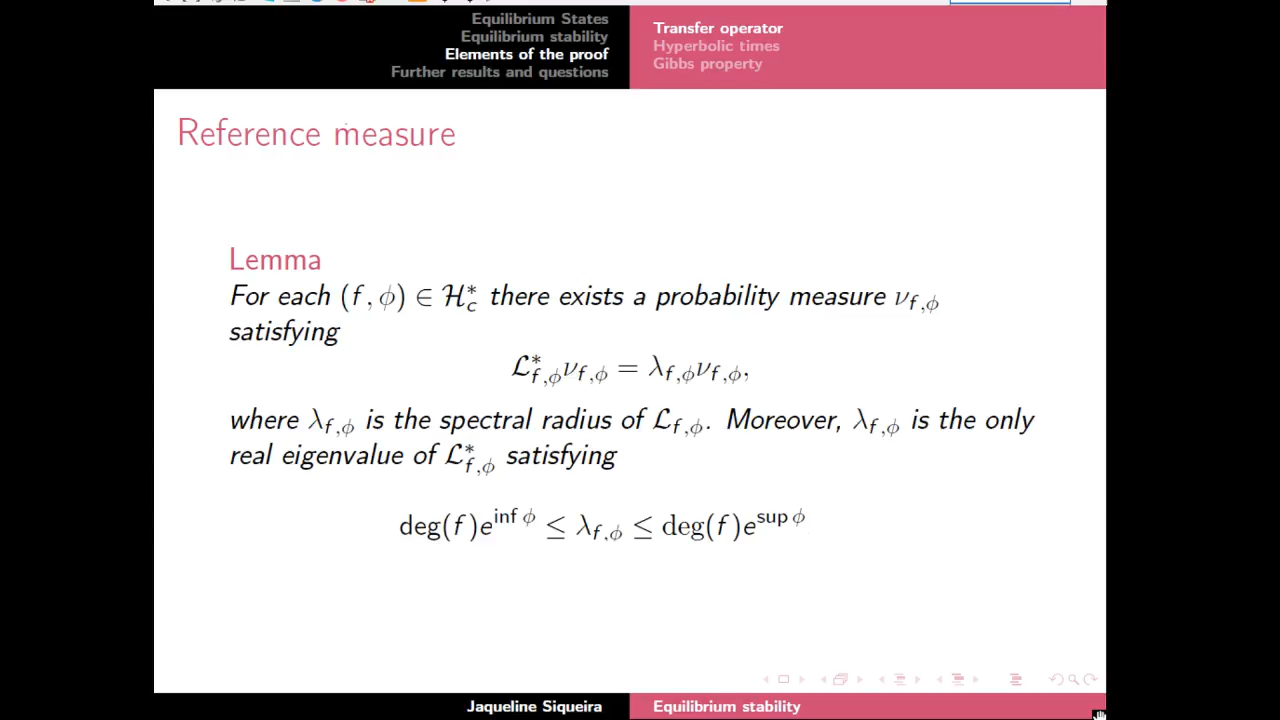 Equilibrium States
Equilibrium stability
Elements of the proof
Further results and questions
Transfer operator
Hyperbolic times
Gibbs property
Reference measure
Lemma
For each (f, ϕ) ∈ ℋ*_c there exists a probability measure ν_{f,ϕ}
satisfying
ℒ*_{f,ϕ}ν_{f,ϕ} = λ_{f,ϕ}ν_{f,ϕ},
where λ_{f,ϕ} is the spectral radius of ℒ_{f,ϕ}. Moreover, λ_{f,ϕ} is the only
real eigenvalue of ℒ*_{f,ϕ} satisfying
deg(f)e^{inf ϕ} ≤ λ_{f,ϕ} ≤ deg(f)e^{sup ϕ}
Jaqueline Siqueira
Equilibrium stability